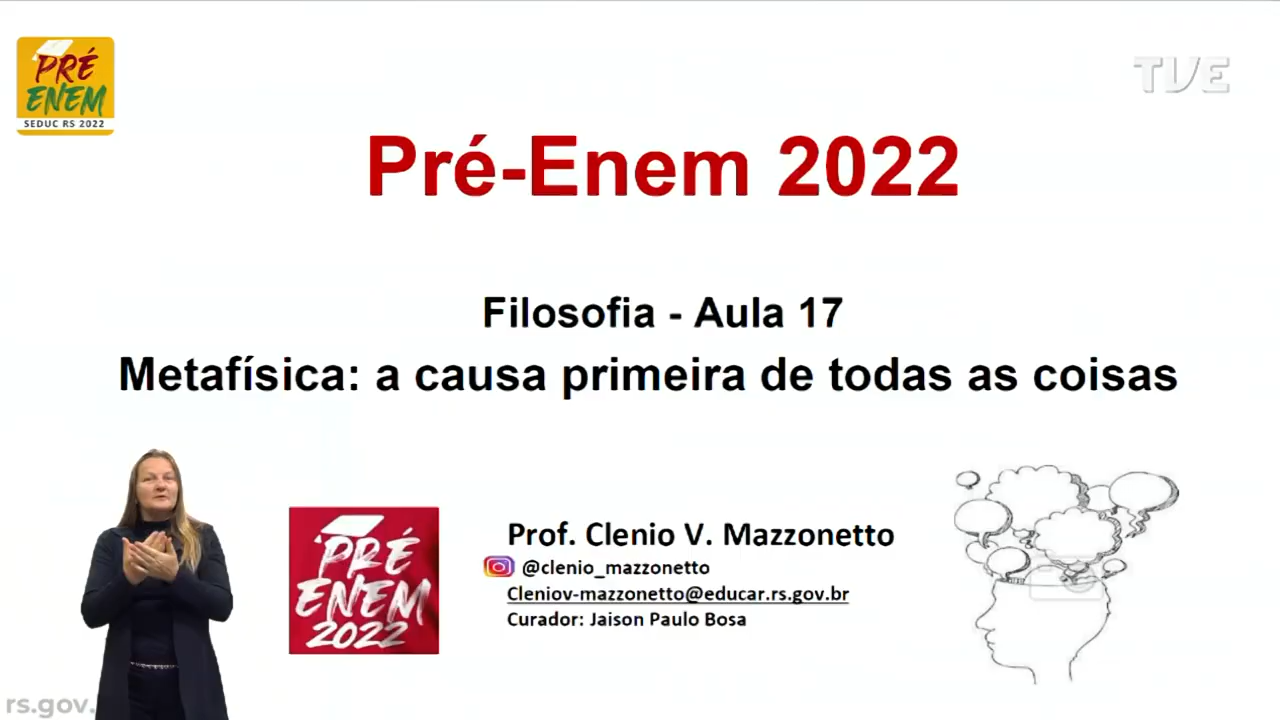 PRÉ
ENEM
SEDUC RS 2022
TVE
Pré-Enem 2022
Filosofia - Aula 17
Metafísica: a causa primeira de todas as coisas
PRÉ
ENEM
2022
Prof. Clenio V. Mazzonetto
@clenio_mazzonetto
Cleniov-mazzonetto@educar.rs.gov.br
Curador: Jaison Paulo Bosa
rs.gov.